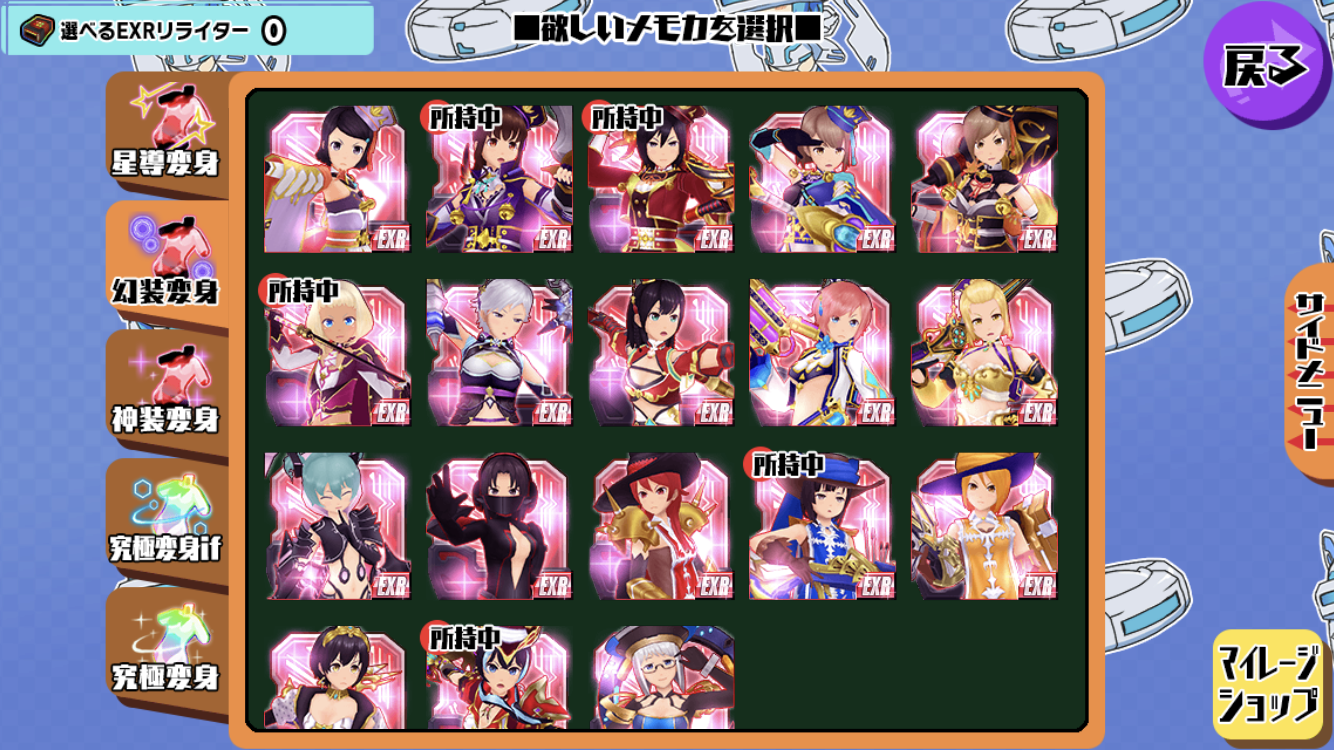 選べるEXRリライター 0
■欲しいメモカを選択■
戻る
星導変身
幻装変身
神装変身
究極変身if
究極変身
所持中
所持中
EXR
EXR
EXR
EXR
EXR
所持中
EXR
EXR
EXR
EXR
EXR
所持中
EXR
EXR
EXR
EXR
EXR
所持中
サイドメニュー
マイレージ
ショップ